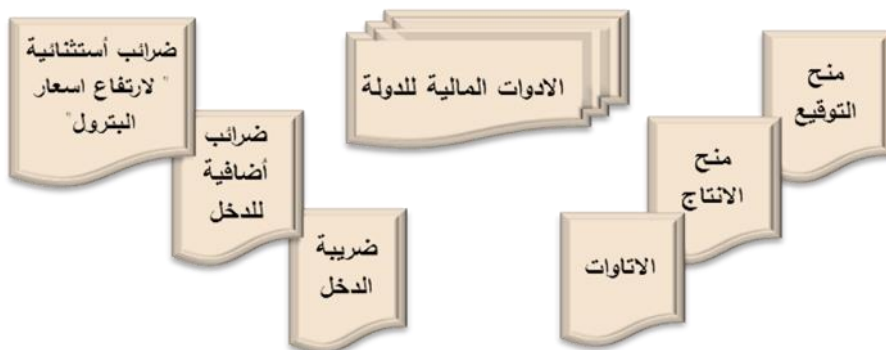 الادوات المالية للدولة
منح
التوقيع
منح
الانتاج
الاتاوات
ضرائب أستثنائية
" لارتفاع اسعار
البترول"
ضرائب
أضافية
للدخل
ضريبة
الدخل